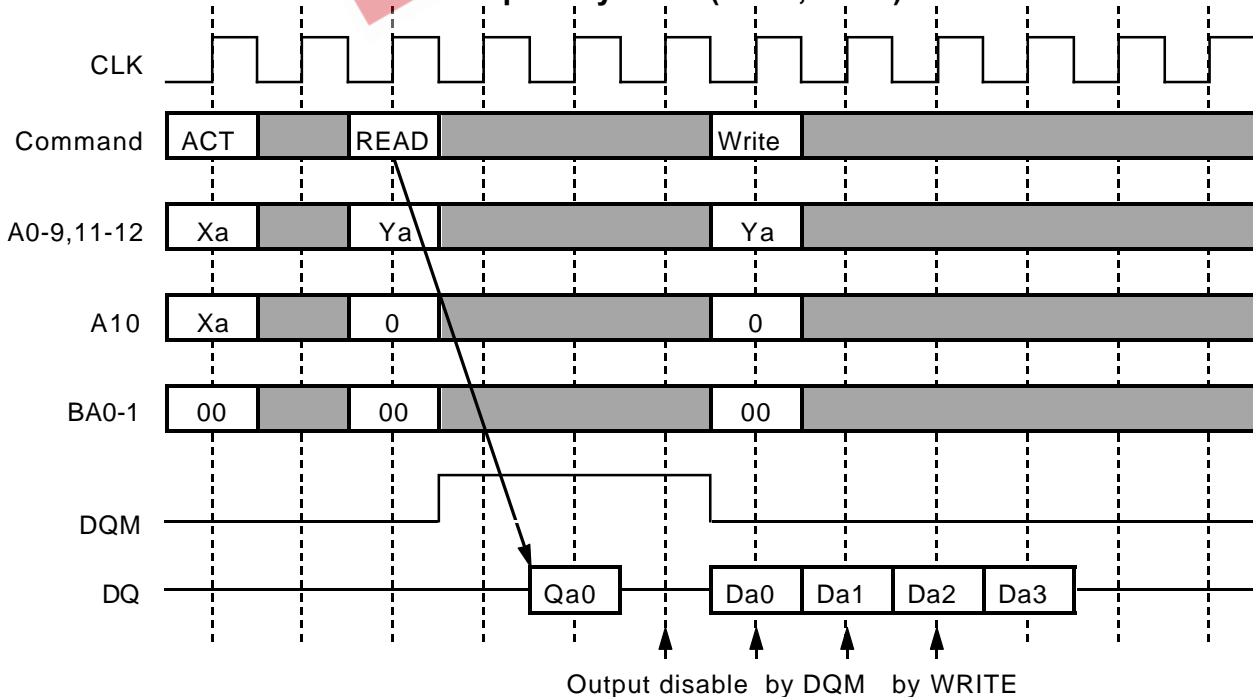 CLK
Command ACT READ Write
A0-9,11-12 Xa Ya Ya
A10 Xa 0 0
BA0-1 00 00 00
DQM
DQ Qa0 Da0 Da1 Da2 Da3
Output disable by DQM by WRITE